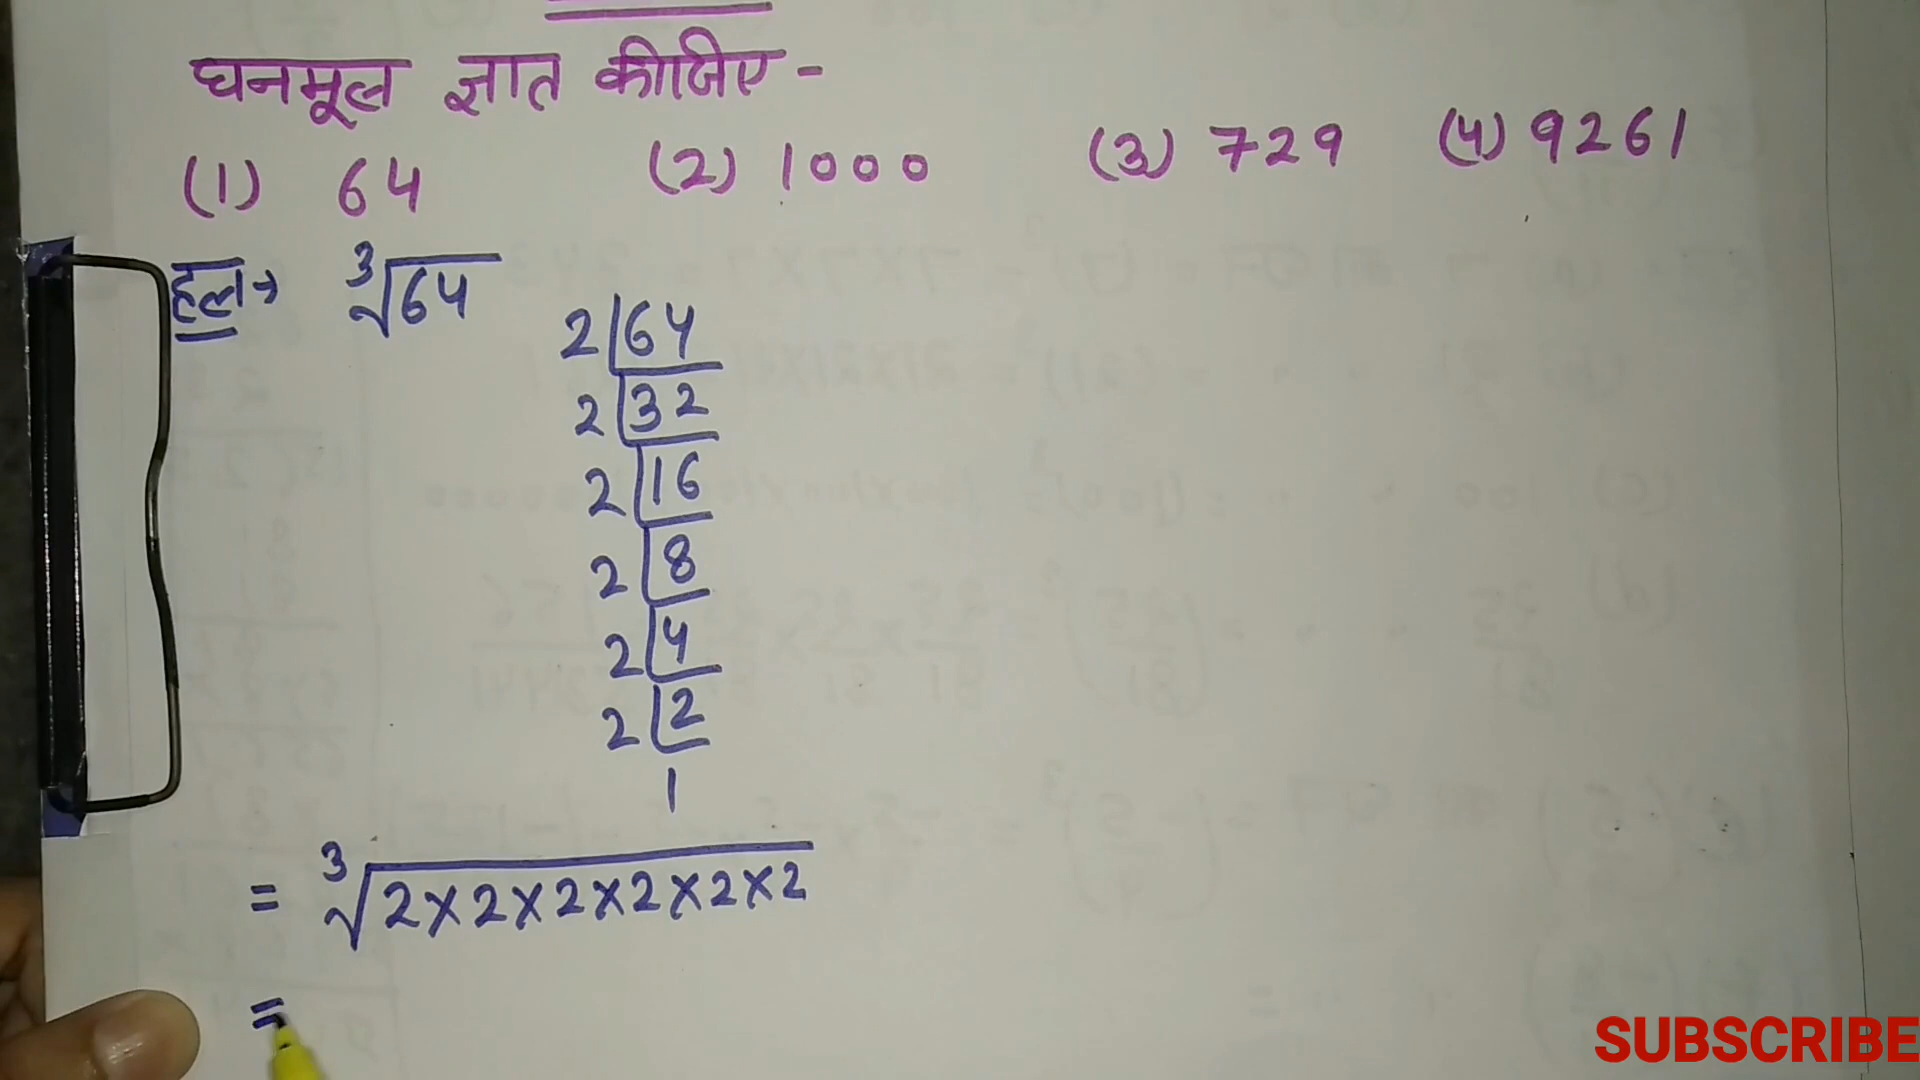 घनमूल ज्ञात कीजिए -
(1) 64 (2) 1000 (3) 729 (4) 9261
हल→ ∛64
2 | 64
2 | 32
2 | 16
2 | 8
2 | 4
2 | 2
1
= ∛2×2×2×2×2×2
=
SUBSCRIBE